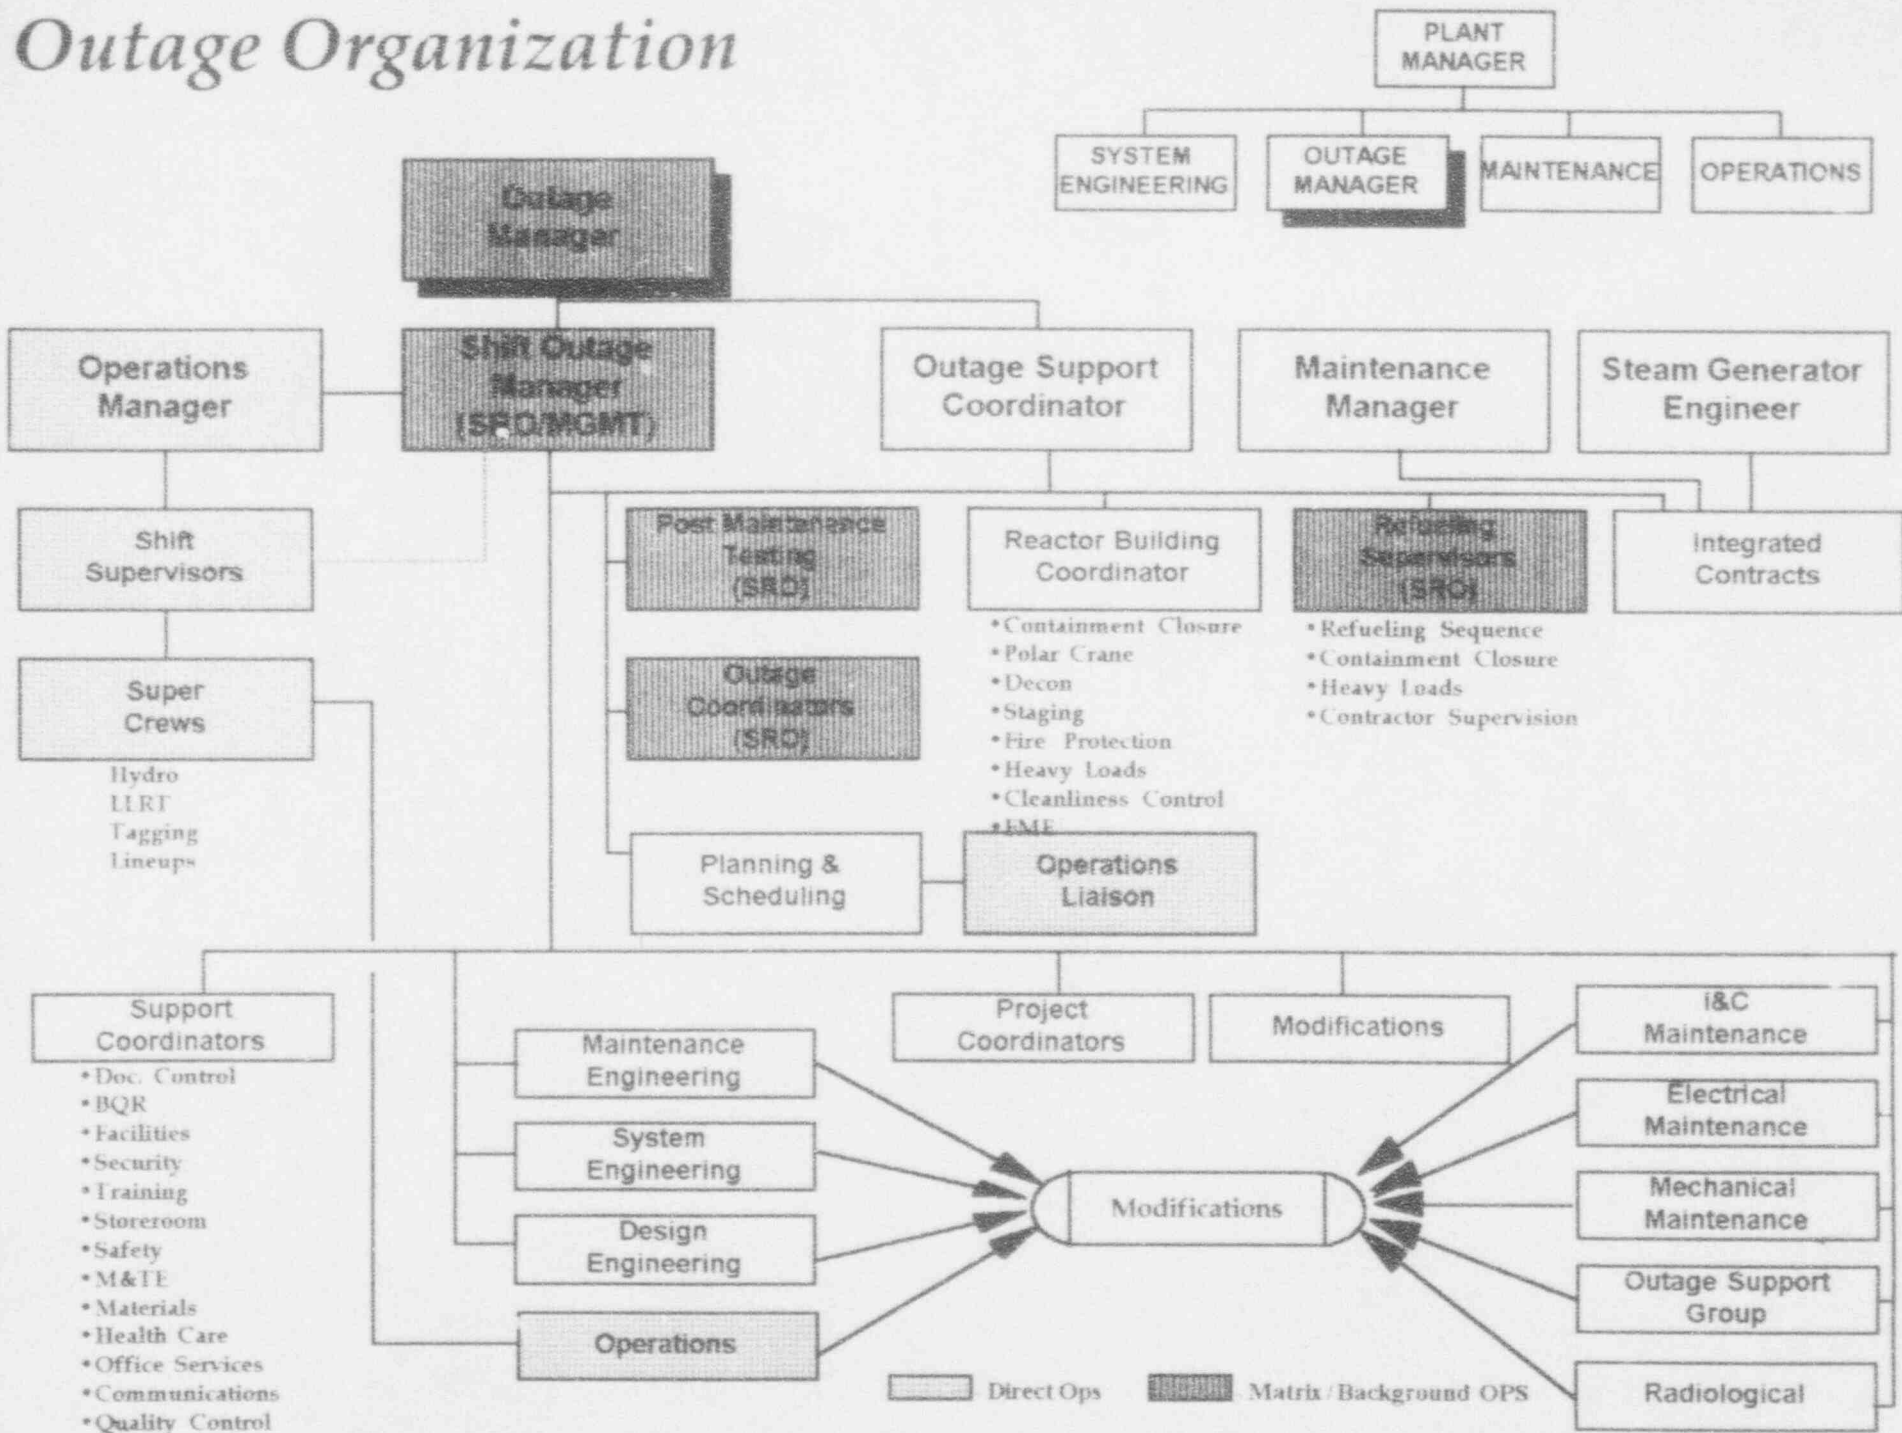 Outage Organization
PLANT
MANAGER
SYSTEM
ENGINEERING
OUTAGE
MANAGER
MAINTENANCE
OPERATIONS
Outage
Manager
Operations
Manager
Shift Outage
Manager
(SRO/MGMT)
Outage Support
Coordinator
Maintenance
Manager
Steam Generator
Engineer
Shift
Supervisors
Post Maintenance
Testing
(SRO)
Reactor Building
Coordinator
Refueling
Supervisors
(SRO)
Integrated
Contracts
•Containment Closure
•Polar Crane
•Decon
•Staging
•Fire Protection
•Heavy Loads
•Cleanliness Control
•FME
•Refueling Sequence
•Containment Closure
•Heavy Loads
•Contractor Supervision
Super
Crews
Hydro
LLRT
Tagging
Lineups
Outage
Coordinators
(SRO)
Planning &
Scheduling
Operations
Liaison
Support
Coordinators
•Doc. Control
•BQR
•Facilities
•Security
•Training
•Storeroom
•Safety
•M&TE
•Materials
•Health Care
•Office Services
•Communications
•Quality Control
Maintenance
Engineering
System
Engineering
Design
Engineering
Operations
Project
Coordinators
Modifications
Modifications
I&C
Maintenance
Electrical
Maintenance
Mechanical
Maintenance
Outage Support
Group
Radiological
Direct Ops
Matrix/Background OPS